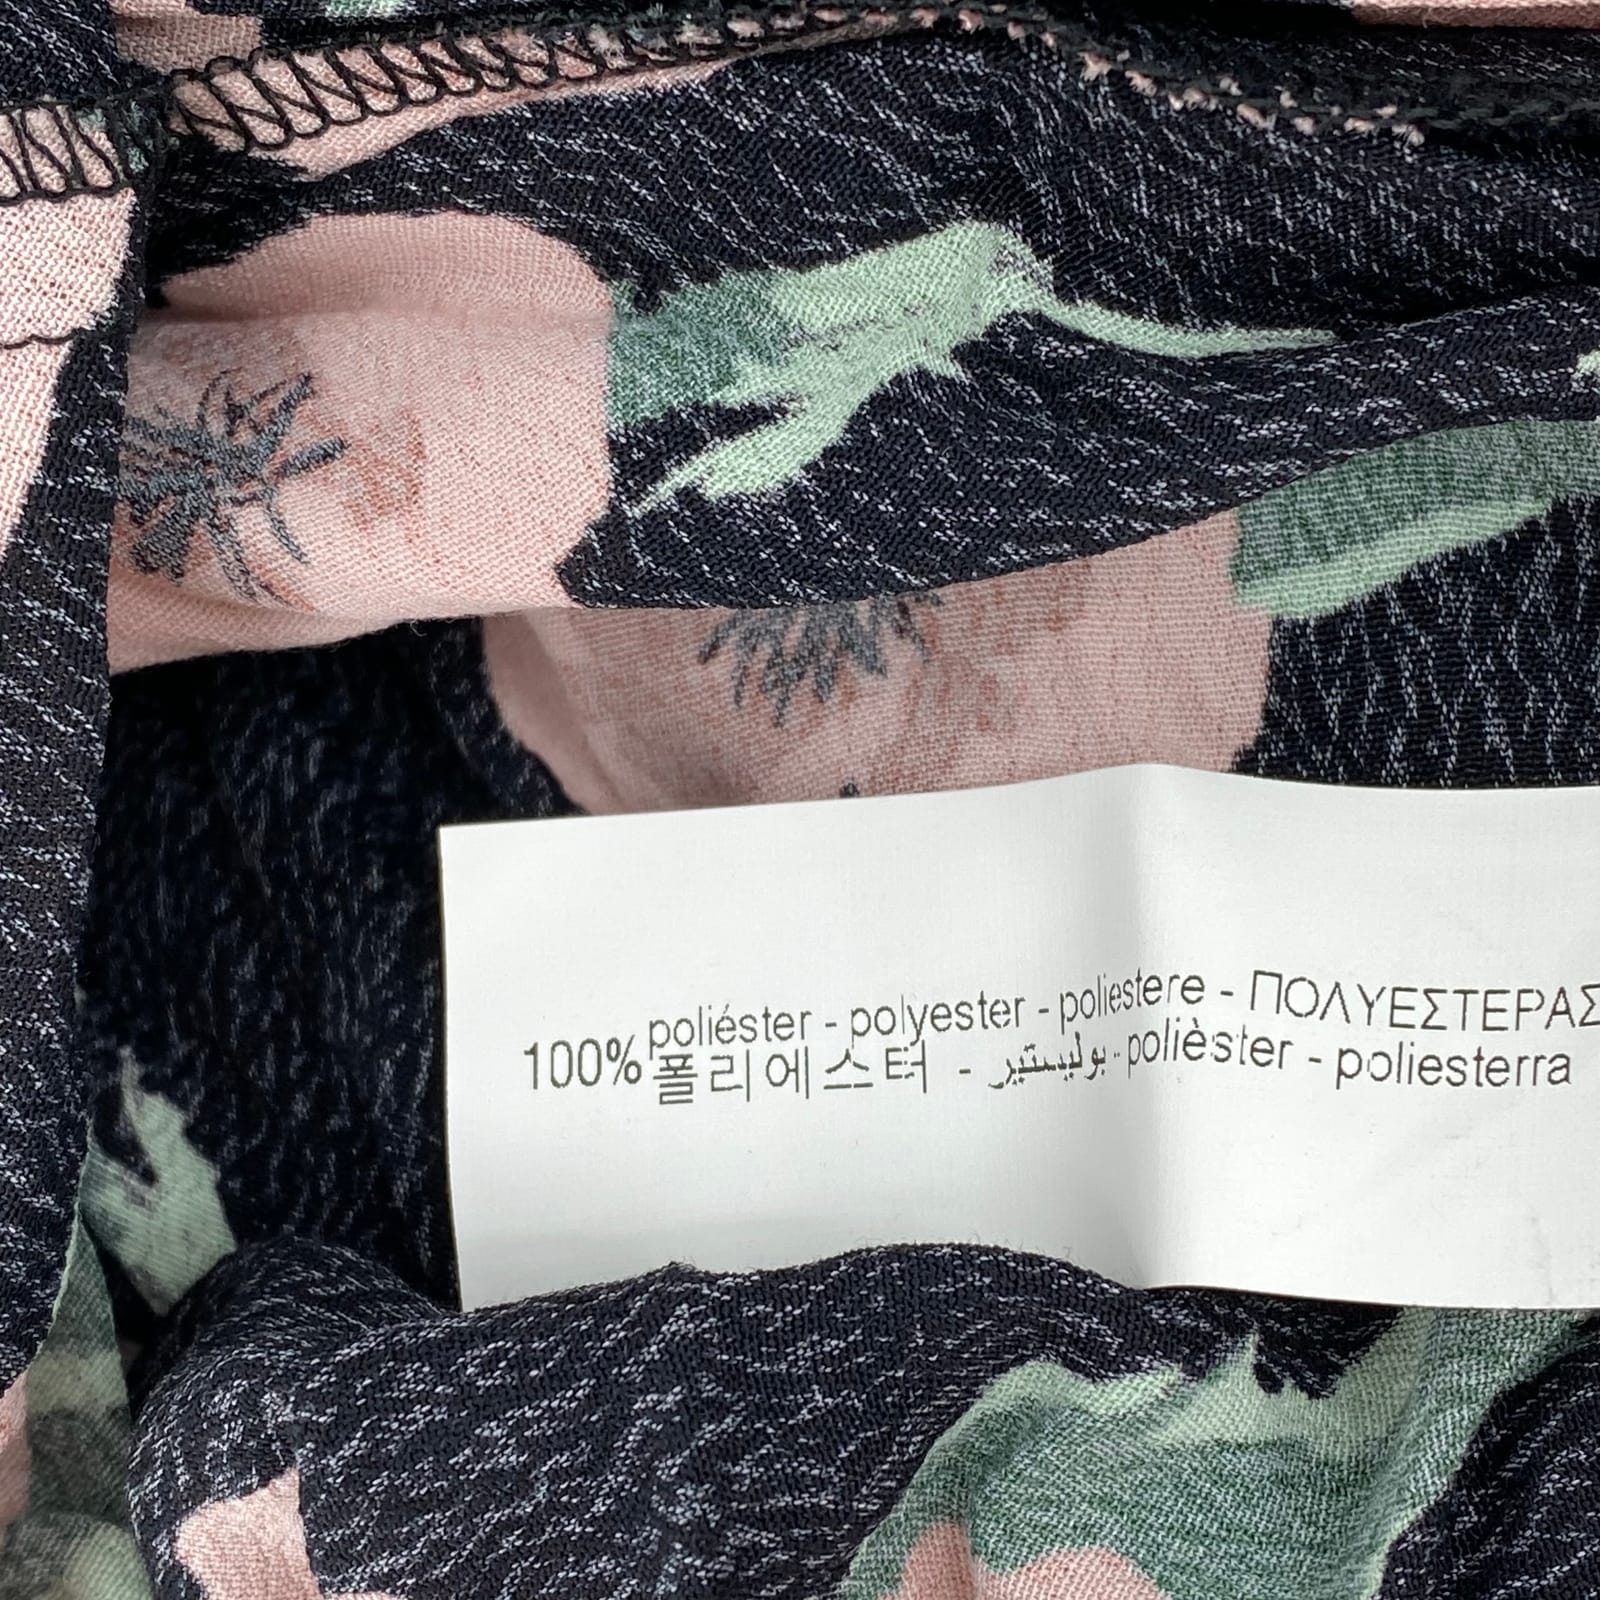 100% poliéster - polyester - poliestere - ΠΟΛΥΕΣΤΕΡΑΣ
폴리에스터 - بوليستير - polièster - poliesterra